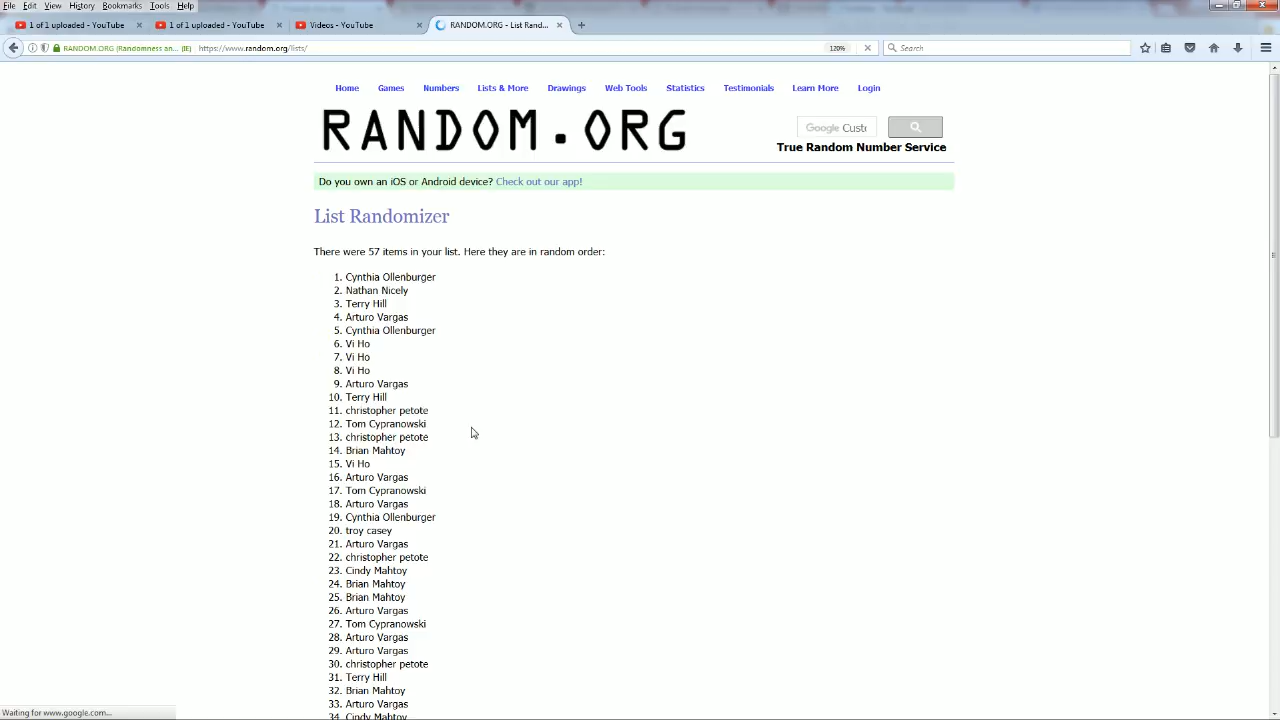 File Edit View History Bookmarks Tools Help
1 of 1 uploaded - YouTube × 1 of 1 uploaded - YouTube × Videos - YouTube × RANDOM.ORG - List Rand... × +
RANDOM.ORG (Randomness an... (IE) https://www.random.org/lists/ 120% Search
Home Games Numbers Lists & More Drawings Web Tools Statistics Testimonials Learn More Login
RANDOM.ORG
Google Cust
True Random Number Service
Do you own an iOS or Android device? Check out our app!
List Randomizer
There were 57 items in your list. Here they are in random order:
1. Cynthia Ollenburger
2. Nathan Nicely
3. Terry Hill
4. Arturo Vargas
5. Cynthia Ollenburger
6. Vi Ho
7. Vi Ho
8. Vi Ho
9. Arturo Vargas
10. Terry Hill
11. christopher petote
12. Tom Cypranowski
13. christopher petote
14. Brian Mahtoy
15. Vi Ho
16. Arturo Vargas
17. Tom Cypranowski
18. Arturo Vargas
19. Cynthia Ollenburger
20. troy casey
21. Arturo Vargas
22. christopher petote
23. Cindy Mahtoy
24. Brian Mahtoy
25. Brian Mahtoy
26. Arturo Vargas
27. Tom Cypranowski
28. Arturo Vargas
29. Arturo Vargas
30. christopher petote
31. Terry Hill
32. Brian Mahtoy
33. Arturo Vargas
34. Cindy Mahtoy
Waiting for www.google.com...